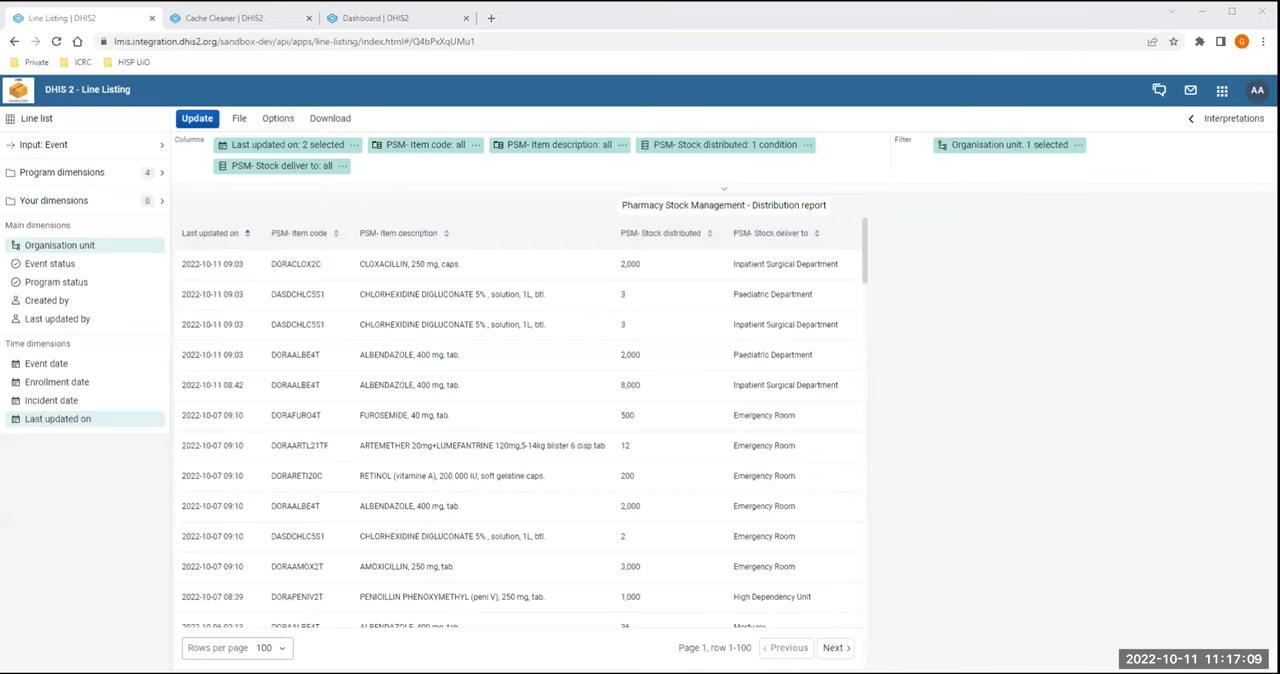 Line Listing | DHIS2
Cache Cleaner | DHIS2
Dashboard | DHIS2
lmis.integration.dhis2.org/sandbox-dev/api/apps/line-listing/index.html#/Q4bPxXqUMu1
G
Private ICRC HISP UiO
DHIS 2 - Line Listing
AA
Line list
Update File Options Download
Interpretations
Input: Event
Columns
Last updated on: 2 selected ...
PSM- Item code: all ...
PSM- Item description: all ...
PSM- Stock distributed: 1 condition ...
Filter
Organisation unit: 1 selected ...
PSM- Stock deliver to: all ...
Program dimensions 4
Your dimensions 0
Main dimensions
Organisation unit
Event status
Program status
Created by
Last updated by
Time dimensions
Event date
Enrollment date
Incident date
Last updated on
Pharmacy Stock Management - Distribution report
Last updated on PSM- Item code PSM- Item description PSM- Stock distributed PSM- Stock deliver to
2022-10-11 09:03 DORACLOX2C CLOXACILLIN, 250 mg, caps. 2,000 Inpatient Surgical Department
2022-10-11 09:03 DASDCHLC5S1 CHLORHEXIDINE DIGLUCONATE 5% , solution, 1L, btl. 3 Paediatric Department
2022-10-11 09:03 DASDCHLC5S1 CHLORHEXIDINE DIGLUCONATE 5% , solution, 1L, btl. 3 Inpatient Surgical Department
2022-10-11 09:03 DORAALBE4T ALBENDAZOLE, 400 mg, tab. 2,000 Paediatric Department
2022-10-11 08:42 DORAALBE4T ALBENDAZOLE, 400 mg, tab. 8,000 Inpatient Surgical Department
2022-10-07 09:10 DORAFURO4T FUROSEMIDE, 40 mg, tab. 500 Emergency Room
2022-10-07 09:10 DORAARTL21TF ARTEMETHER 20mg+LUMEFANTRINE 120mg,5-14kg blister 6 disp tab 12 Emergency Room
2022-10-07 09:10 DORARETI20C RETINOL (vitamine A), 200.000 IU, soft gelatine caps. 200 Emergency Room
2022-10-07 09:10 DORAALBE4T ALBENDAZOLE, 400 mg, tab. 2,000 Emergency Room
2022-10-07 09:10 DASDCHLC5S1 CHLORHEXIDINE DIGLUCONATE 5% , solution, 1L, btl. 2 Emergency Room
2022-10-07 09:10 DORAAMOX2T AMOXICILLIN, 250 mg, tab. 3,000 Emergency Room
2022-10-07 08:39 DORAPENIV2T PENICILLIN PHENOXYMETHYL (peni V), 250 mg, tab. 1,000 High Dependency Unit
2022-10-06 02:13 DORAALBE4T ALBENDAZOLE, 400 mg, tab. 36 Mortuary
Rows per page 100
Page 1, row 1-100
Previous
Next
2022-10-11 11:17:09